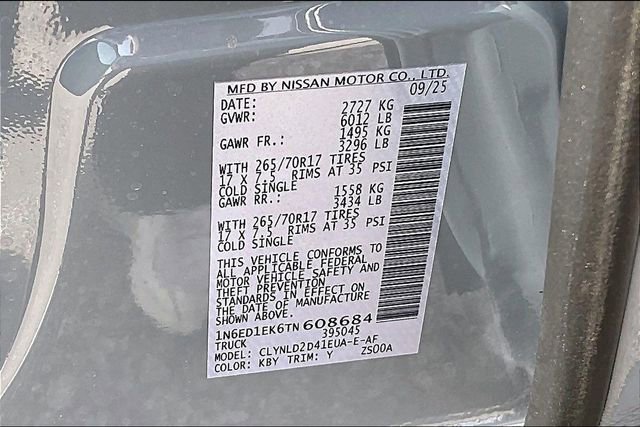 MFD BY NISSAN MOTOR CO., LTD.
DATE: 09/25
GVWR: 2727 KG
6012 LB
GAWR FR.: 1495 KG
3296 LB
WITH 265/70R17 TIRES
17 X 7.5 RIMS AT 35 PSI
COLD SINGLE
GAWR RR.: 1558 KG
3434 LB
WITH 265/70R17 TIRES
17 X 7.5 RIMS AT 35 PSI
COLD SINGLE
THIS VEHICLE CONFORMS TO
ALL APPLICABLE FEDERAL
MOTOR VEHICLE SAFETY AND
THEFT PREVENTION
STANDARDS IN EFFECT ON
THE DATE OF MANUFACTURE
SHOWN ABOVE.
1N6ED1EK6TN608684
TRUCK 395045
MODEL: CLYNLD2D41EUA-E-AF
COLOR: KBY TRIM: Y ZSOOA